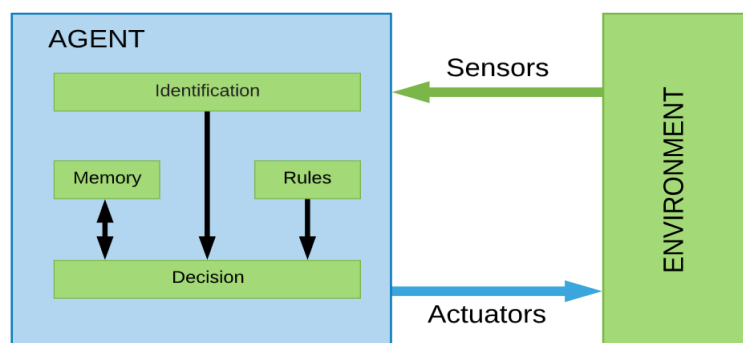 AGENT
Identification
Memory
Rules
Decision
Sensors
Actuators
ENVIRONMENT